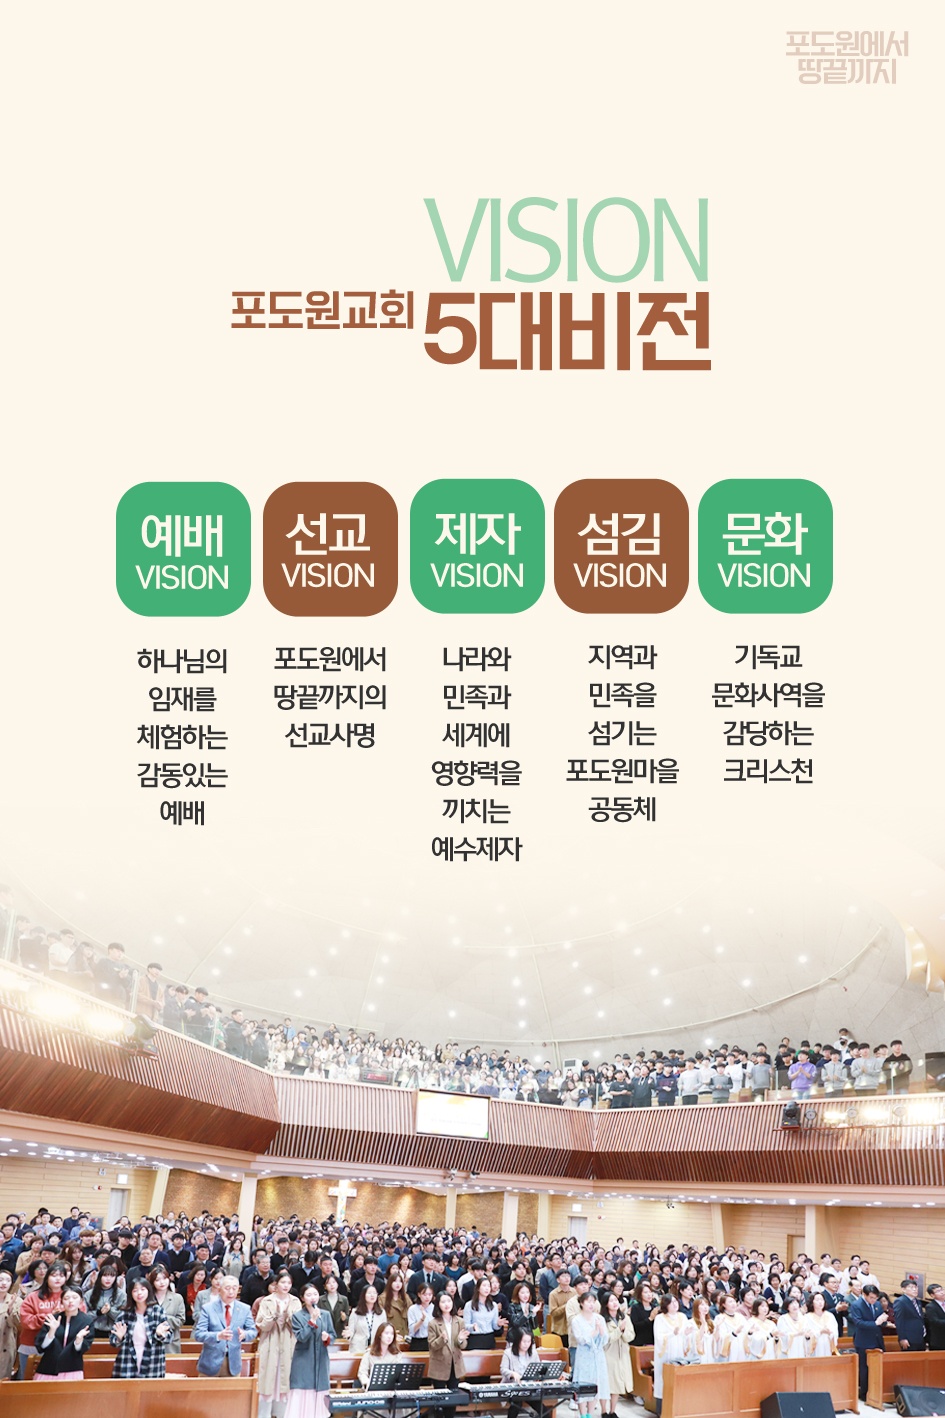 포도원에서
땅끝까지
VISION
포도원교회 5대비전
예배
VISION
하나님의
임재를
체험하는
감동있는
예배
선교
VISION
포도원에서
땅끝까지의
선교사명
제자
VISION
나라와
민족과
세계에
영향력을
끼치는
예수제자
섬김
VISION
지역과
민족을
섬기는
포도원마을
공동체
문화
VISION
기독교
문화사역을
감당하는
크리스천
Roland JUNO-DS
YAMAHA